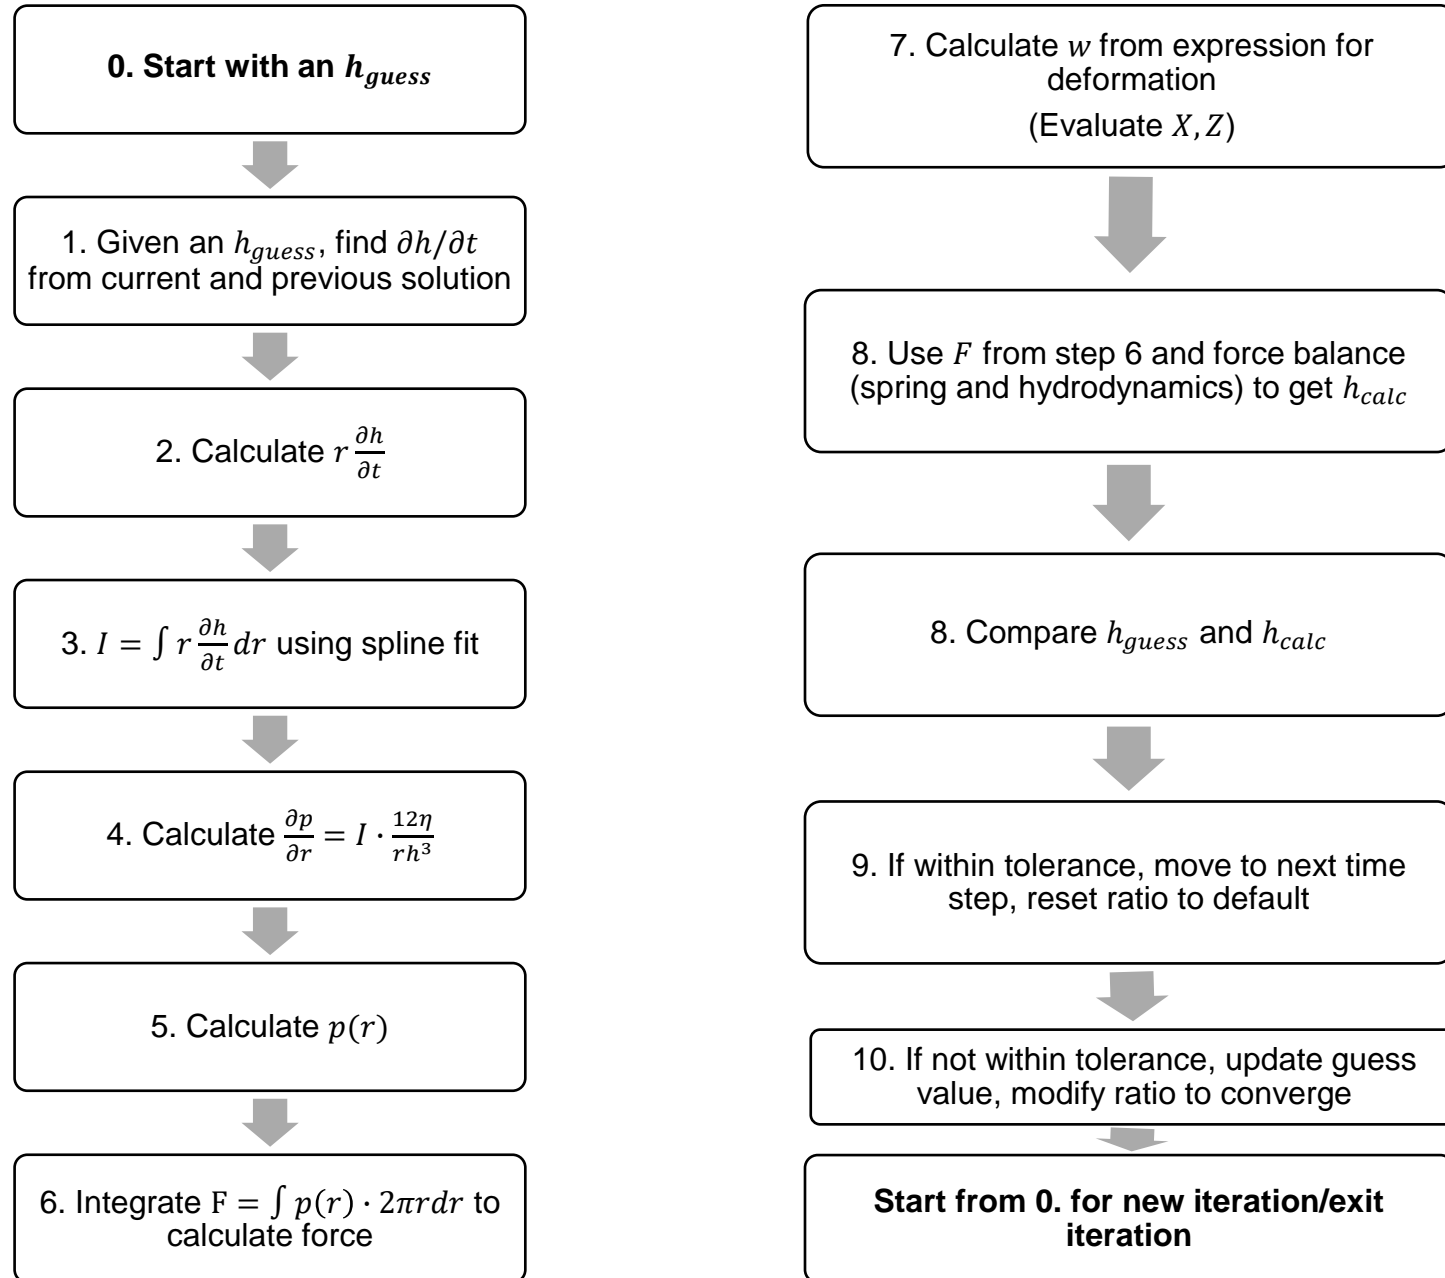 0. Start with an h_guess
1. Given an h_guess, find ∂h/∂t
from current and previous solution
2. Calculate r ∂h/∂t
3. I = ∫ r ∂h/∂t dr using spline fit
4. Calculate ∂p/∂r = I · 12η/rh³
5. Calculate p(r)
6. Integrate F = ∫ p(r) · 2πrdr to
calculate force
7. Calculate w from expression for
deformation
(Evaluate X, Z)
8. Use F from step 6 and force balance
(spring and hydrodynamics) to get h_calc
8. Compare h_guess and h_calc
9. If within tolerance, move to next time
step, reset ratio to default
10. If not within tolerance, update guess
value, modify ratio to converge
Start from 0. for new iteration/exit
iteration